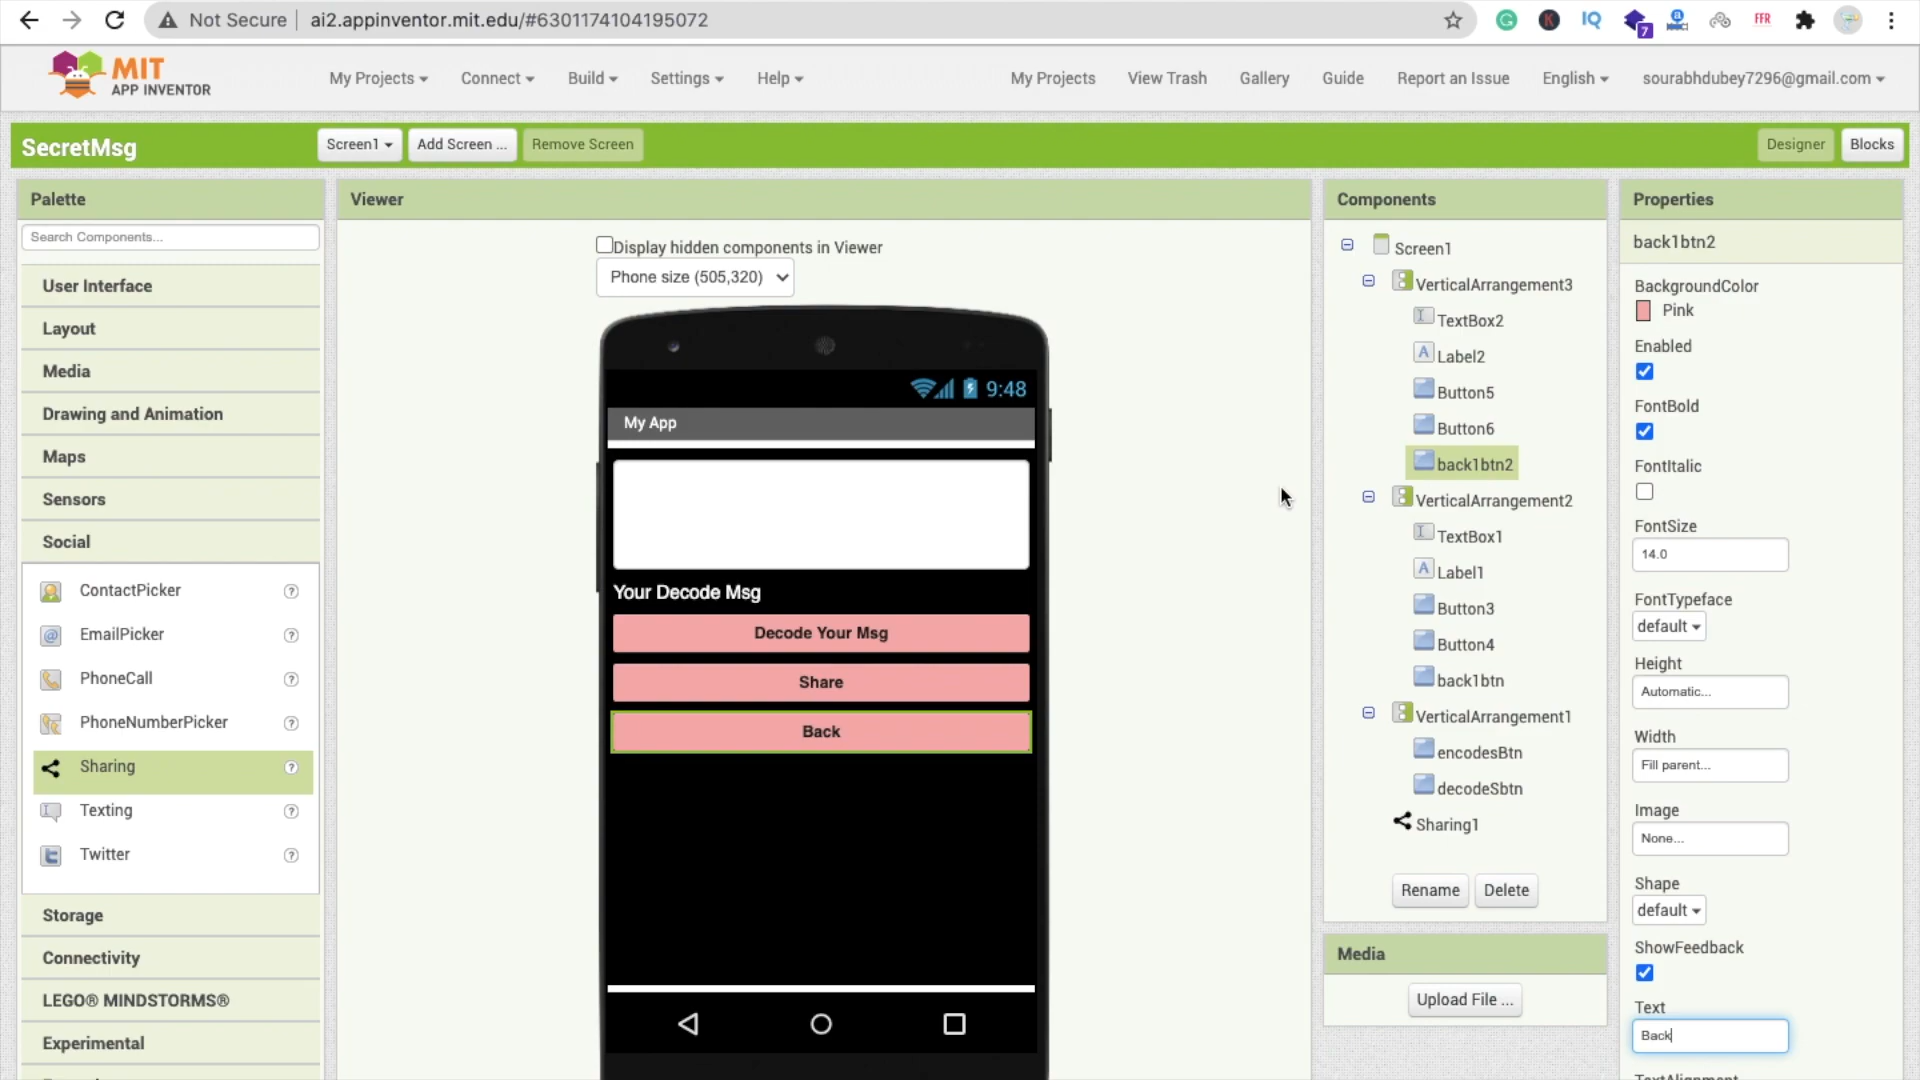 Not Secure | ai2.appinventor.mit.edu/#6301174104195072
IQ
7
FFR
MIT
APP INVENTOR
My Projects
Connect
Build
Settings
Help
My Projects
View Trash
Gallery
Guide
Report an Issue
English
sourabhdubey7296@gmail.com
SecretMsg
Screen1
Add Screen ...
Remove Screen
Designer
Blocks
Palette
Search Components...
User Interface
Layout
Media
Drawing and Animation
Maps
Sensors
Social
ContactPicker
EmailPicker
PhoneCall
PhoneNumberPicker
Sharing
Texting
Twitter
Storage
Connectivity
LEGO® MINDSTORMS®
Experimental
Viewer
Display hidden components in Viewer
Phone size (505,320)
9:48
My App
Your Decode Msg
Decode Your Msg
Share
Back
Components
Screen1
VerticalArrangement3
TextBox2
Label2
Button5
Button6
back1btn2
VerticalArrangement2
TextBox1
Label1
Button3
Button4
back1btn
VerticalArrangement1
encodesBtn
decodeSbtn
Sharing1
Rename
Delete
Media
Upload File ...
Properties
back1btn2
BackgroundColor
Pink
Enabled
FontBold
FontItalic
FontSize
14.0
FontTypeface
default
Height
Automatic...
Width
Fill parent...
Image
None...
Shape
default
ShowFeedback
Text
Back
TextAlignment